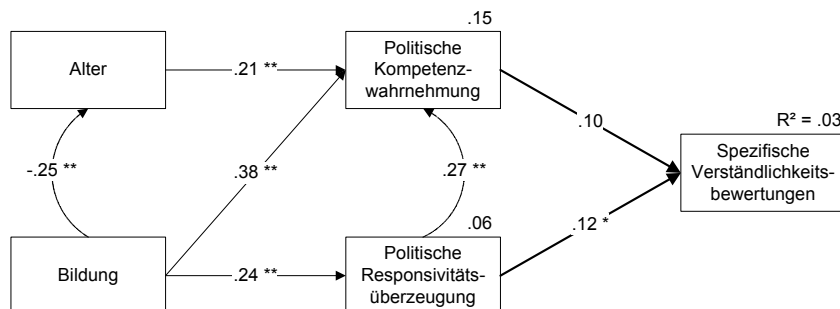 .15
Alter
.21 **
Politische
Kompetenz-
wahrnehmung
.10
R² = .03
Spezifische
Verständlichkeits-
bewertungen
-.25 **
.38 **
.27 **
.06
.12 *
Bildung
.24 **
Politische
Responsivitäts-
überzeugung